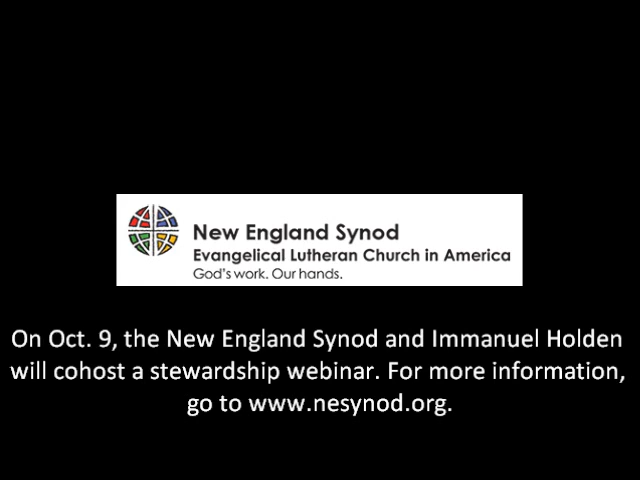 New England Synod
Evangelical Lutheran Church in America
God's work. Our hands.
On Oct. 9, the New England Synod and Immanuel Holden
will cohost a stewardship webinar. For more information,
go to www.nesynod.org.